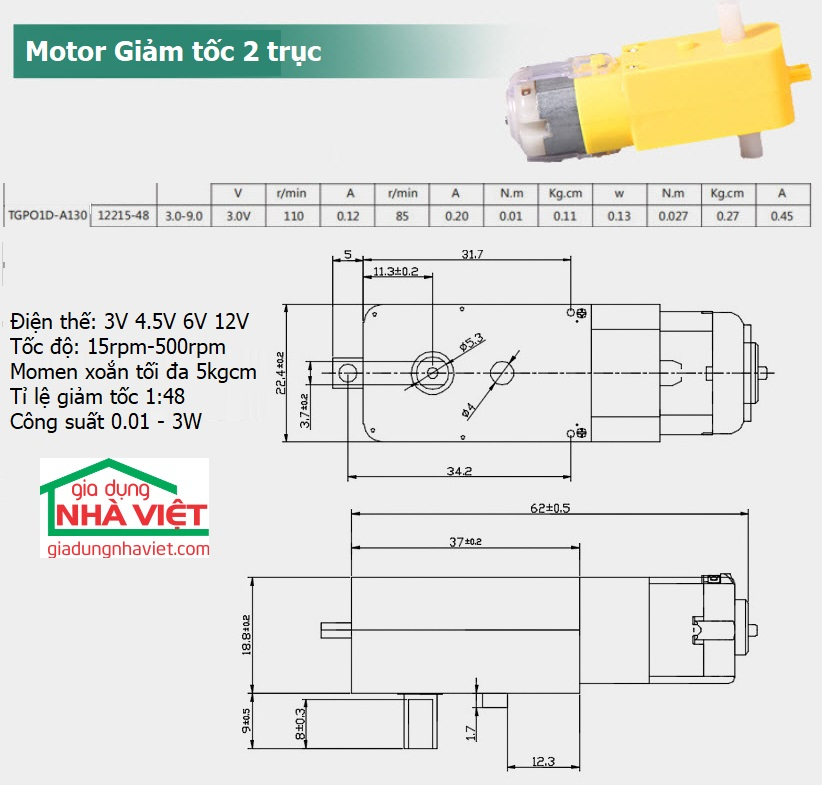 Motor Giảm tốc 2 trục
V r/min A r/min A N.m Kg.cm w N.m Kg.cm A
TGPO1D-A130 12215-48 3.0-9.0 3.0V 110 0.12 85 0.20 0.01 0.11 0.13 0.027 0.27 0.45
5 31.7
11.3±0.2
Điện thế: 3V 4.5V 6V 12V
Tốc độ: 15rpm-500rpm
Momen xoắn tối đa 5kgcm
Tỉ lệ giảm tốc 1:48
Công suất 0.01 - 3W
22.4±0.2
3.7±0.2
ø5.3
ø4
34.2
gia dụng
NHÀ VIỆT
giadungnhaviet.com
62±0.5
37±0.2
18.8±0.2
9±0.5
8±0.3
1.7
12.3